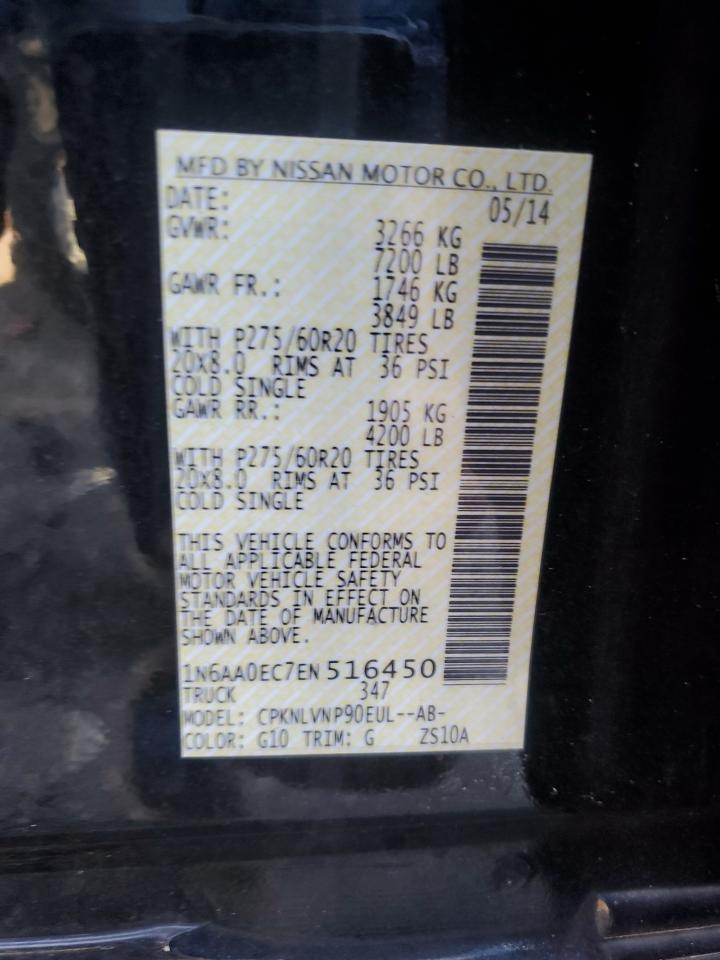 MFD BY NISSAN MOTOR CO., LTD.
DATE: 05/14
GVWR: 3266 KG
7200 LB
GAWR FR.: 1746 KG
3849 LB
WITH P275/60R20 TIRES
20X8.0 RIMS AT 36 PSI
COLD SINGLE
GAWR RR.: 1905 KG
4200 LB
WITH P275/60R20 TIRES
20X8.0 RIMS AT 36 PSI
COLD SINGLE
THIS VEHICLE CONFORMS TO
ALL APPLICABLE FEDERAL
MOTOR VEHICLE SAFETY
STANDARDS IN EFFECT ON
THE DATE OF MANUFACTURE
SHOWN ABOVE.
1N6AA0EC7EN516450
TRUCK 347
MODEL: CPKNLVNP90EUL--AB-
COLOR: G10 TRIM: G ZS10A